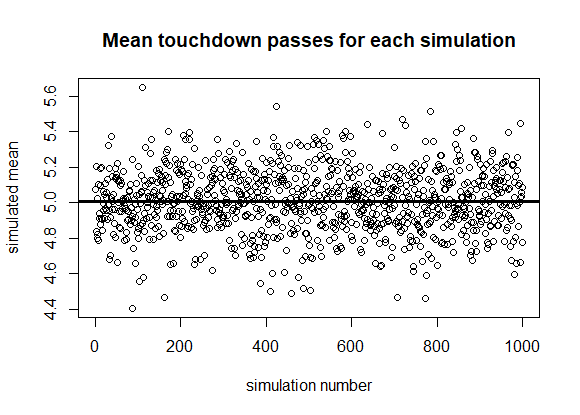 Mean touchdown passes for each simulation
simulated mean
5.6
5.4
5.2
5.0
4.8
4.6
4.4
0 200 400 600 800 1000
simulation number